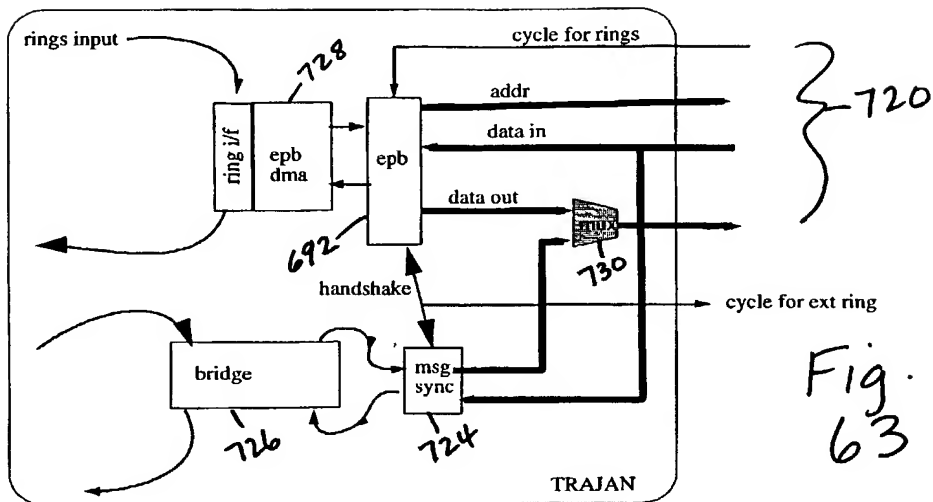 rings input
cycle for rings
728
addr
720
ring i/f
epb
dma
epb
data in
data out
mux
692
730
handshake
cycle for ext ring
bridge
msg
sync
726
724
TRAJAN
Fig.
63